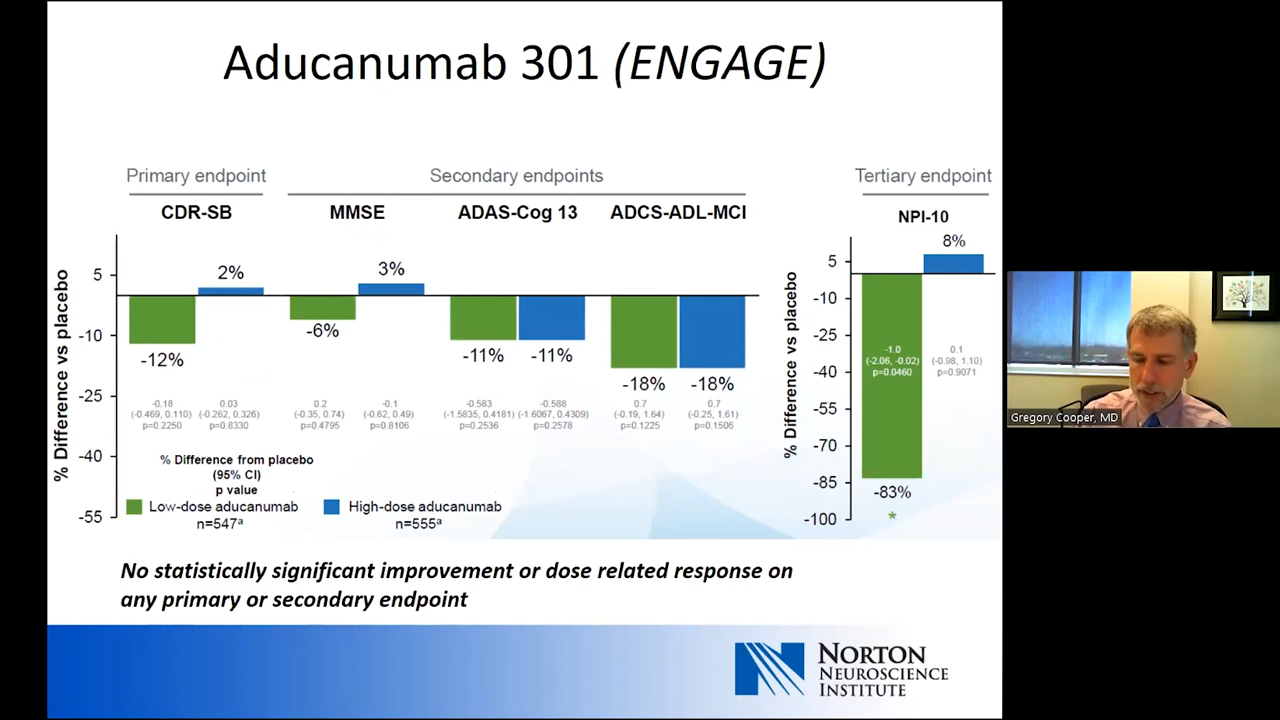 Aducanumab 301 (ENGAGE)
Primary endpoint
Secondary endpoints
Tertiary endpoint
CDR-SB
MMSE
ADAS-Cog 13
ADCS-ADL-MCI
NPI-10
% Difference vs placebo
5
-10
-25
-40
-55
2%
-12%
3%
-6%
-11%
-11%
-18%
-18%
-0.18
(-0.469, 0.110)
p=0.2250
0.03
(-0.262, 0.326)
p=0.8330
0.2
(-0.35, 0.74)
p=0.4795
-0.1
(-0.62, 0.49)
p=0.8106
-0.583
(-1.5835, 0.4181)
p=0.2536
-0.588
(-1.6067, 0.4309)
p=0.2578
0.7
(-0.19, 1.64)
p=0.1225
0.7
(-0.25, 1.61)
p=0.1506
% Difference from placebo
(95% CI)
p value
Low-dose aducanumab
n=547ª
High-dose aducanumab
n=555ª
% Difference vs placebo
5
-10
-25
-40
-55
-70
-85
-100
8%
-1.0
(-2.06, -0.02)
p=0.0460
0.1
(-0.98, 1.10)
p=0.9071
-83%
*
No statistically significant improvement or dose related response on
any primary or secondary endpoint
NORTON
NEUROSCIENCE
INSTITUTE
Gregory Cooper, MD